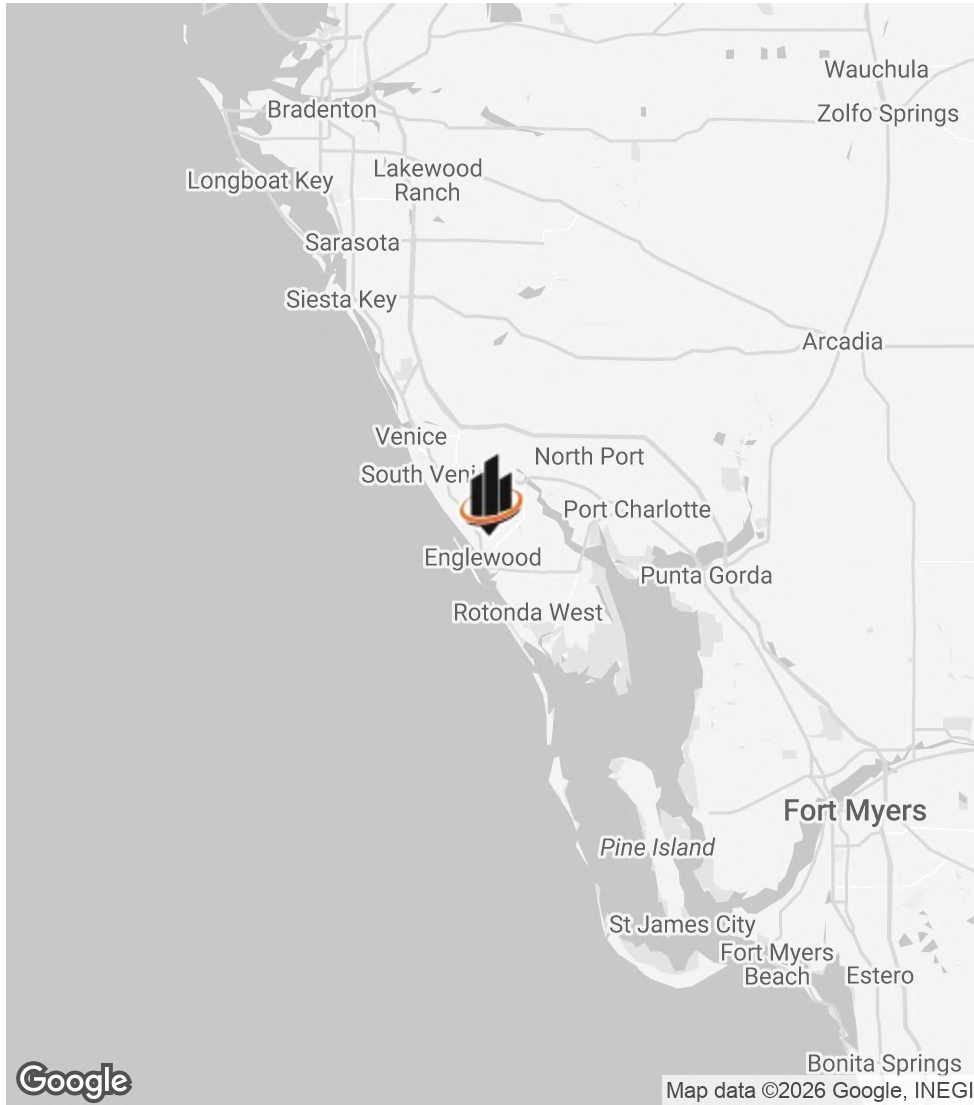 Wauchula
Bradenton
Zolfo Springs
Lakewood
Ranch
Longboat Key
Sarasota
Siesta Key
Arcadia
Venice
North Port
South Veni
Port Charlotte
Englewood
Punta Gorda
Rotonda West
Fort Myers
Pine Island
St James City
Fort Myers
Beach
Estero
Bonita Springs
Google
Map data ©2026 Google, INEGI